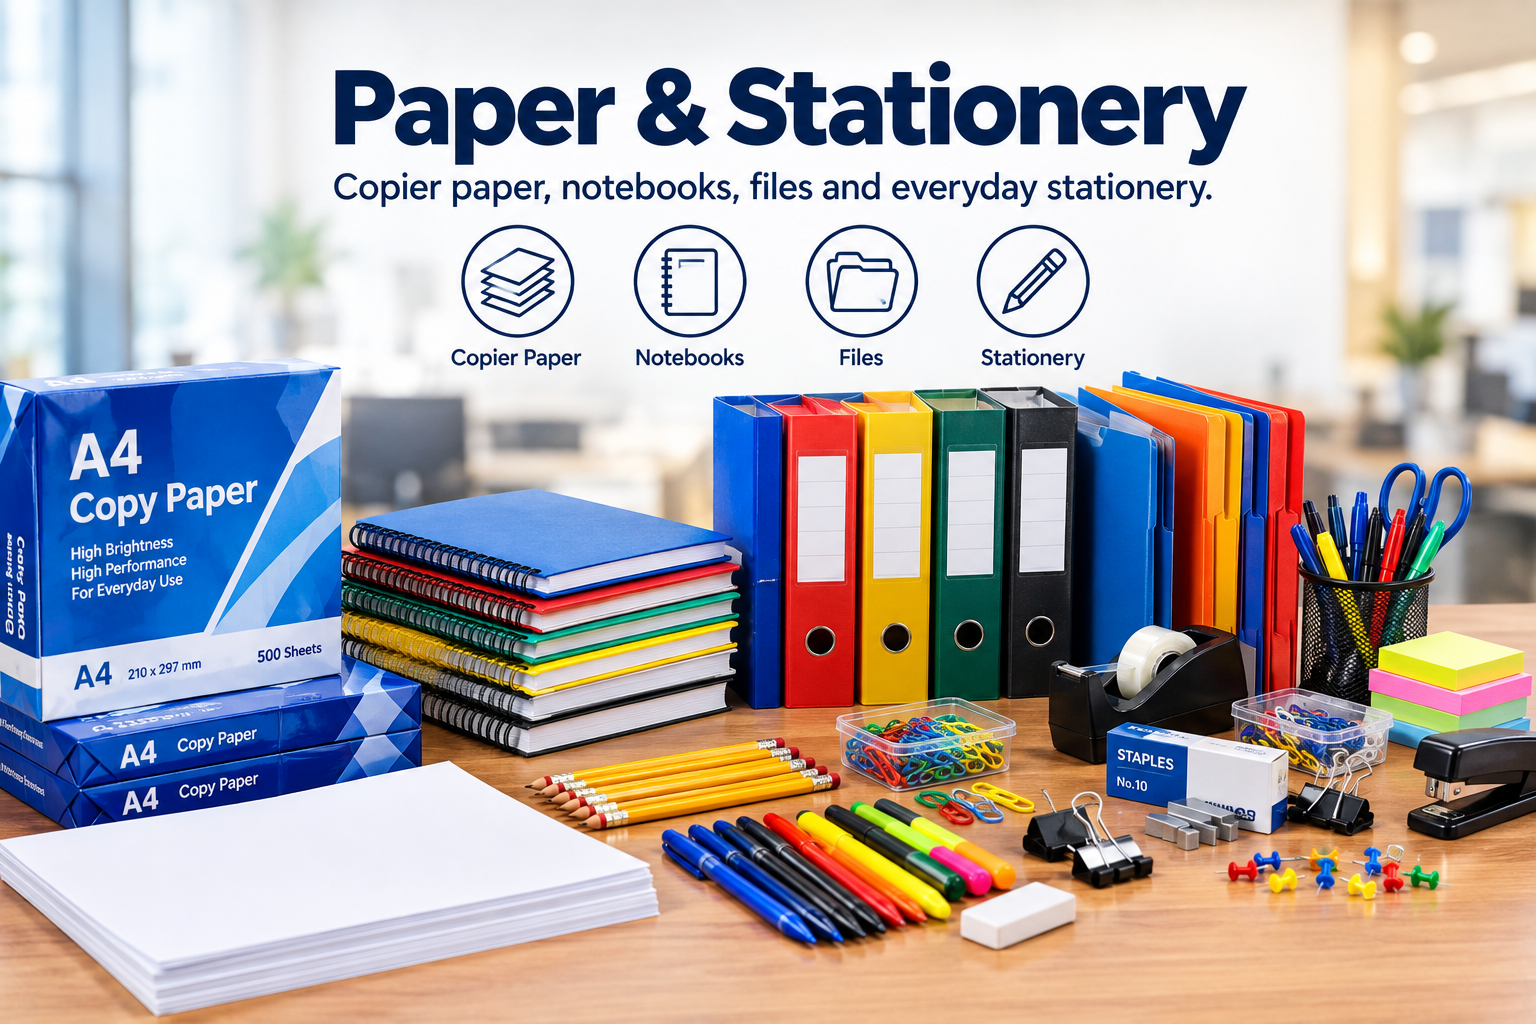 Paper & Stationery
Copier paper, notebooks, files and everyday stationery.
Copier Paper
Notebooks
Files
Stationery
A4
Copy Paper
High Brightness
High Performance
For Everyday Use
A4 210 x 297 mm 500 Sheets
A4 Copy Paper
A4 Copy Paper
STAPLES
No.10